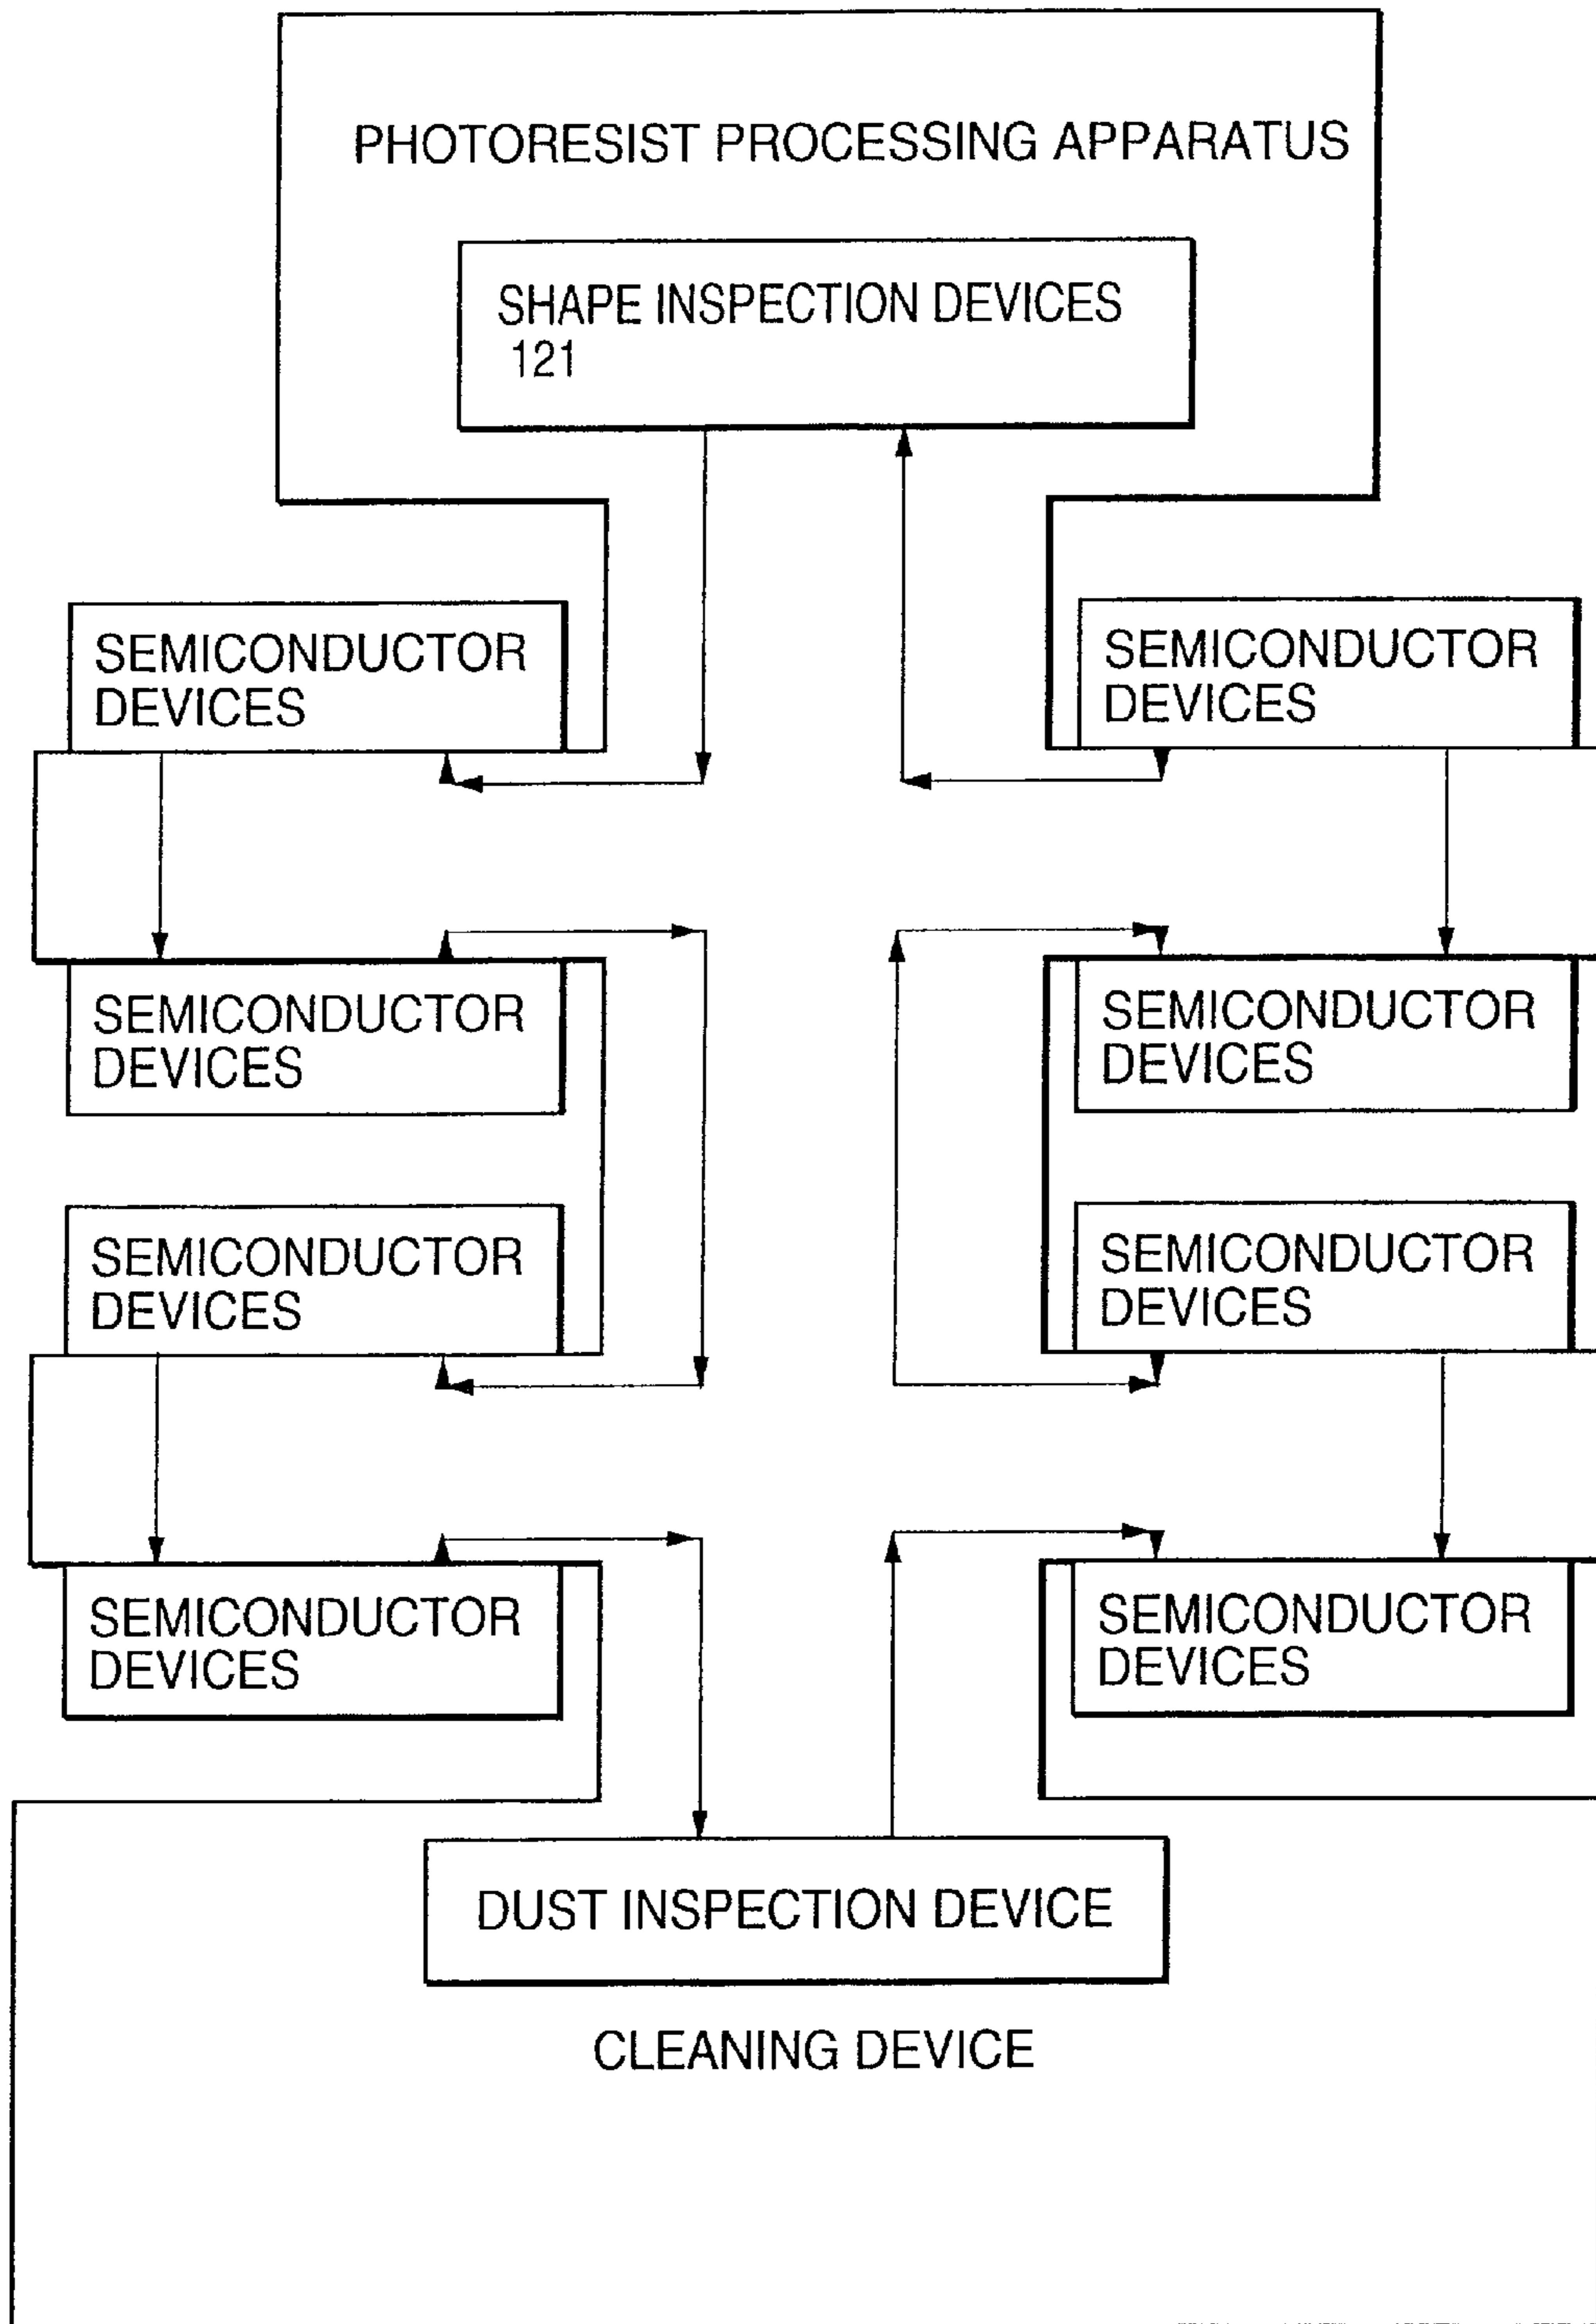 PHOTORESIST PROCESSING APPARATUS
SHAPE INSPECTION DEVICES
121
SEMICONDUCTOR
DEVICES
SEMICONDUCTOR
DEVICES
SEMICONDUCTOR
DEVICES
SEMICONDUCTOR
DEVICES
SEMICONDUCTOR
DEVICES
SEMICONDUCTOR
DEVICES
SEMICONDUCTOR
DEVICES
SEMICONDUCTOR
DEVICES
DUST INSPECTION DEVICE
CLEANING DEVICE